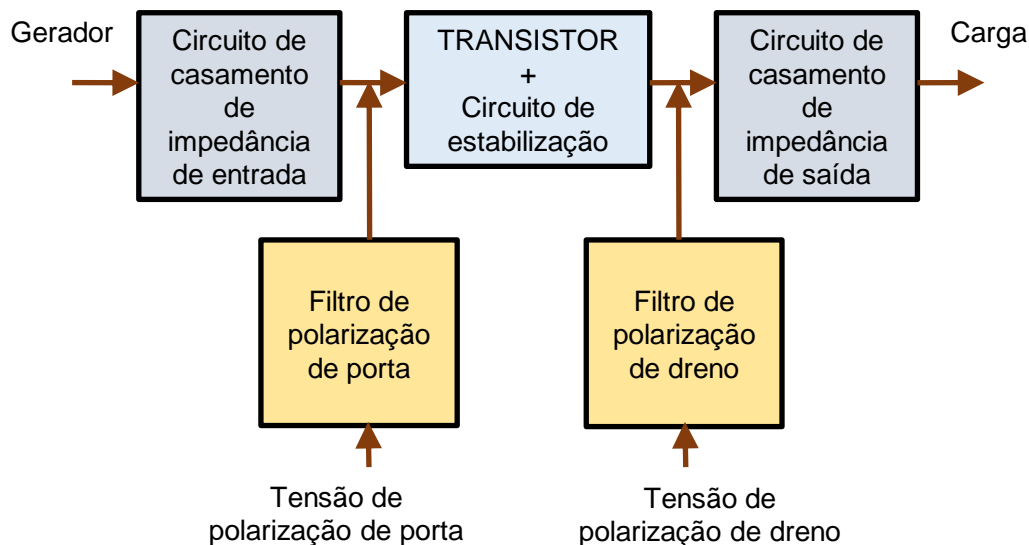 Gerador
Circuito de
casamento
de
impedância
de entrada
TRANSISTOR
+
Circuito de
estabilização
Circuito de
casamento
de
impedância
de saída
Carga
Filtro de
polarização
de porta
Filtro de
polarização
de dreno
Tensão de
polarização de porta
Tensão de
polarização de dreno